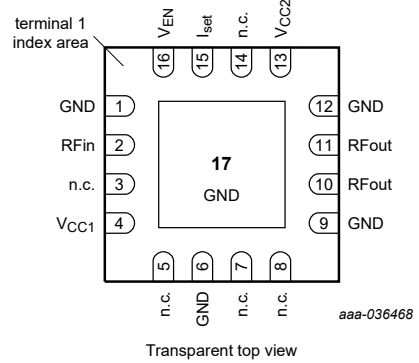 terminal 1
index area
VEN
Iset
n.c.
VCC2
16
15
14
13
GND 1
RFin 2
n.c. 3
VCC1 4
12 GND
11 RFout
10 RFout
9 GND
17
GND
5
6
7
8
n.c.
GND
n.c.
n.c.
aaa-036468
Transparent top view